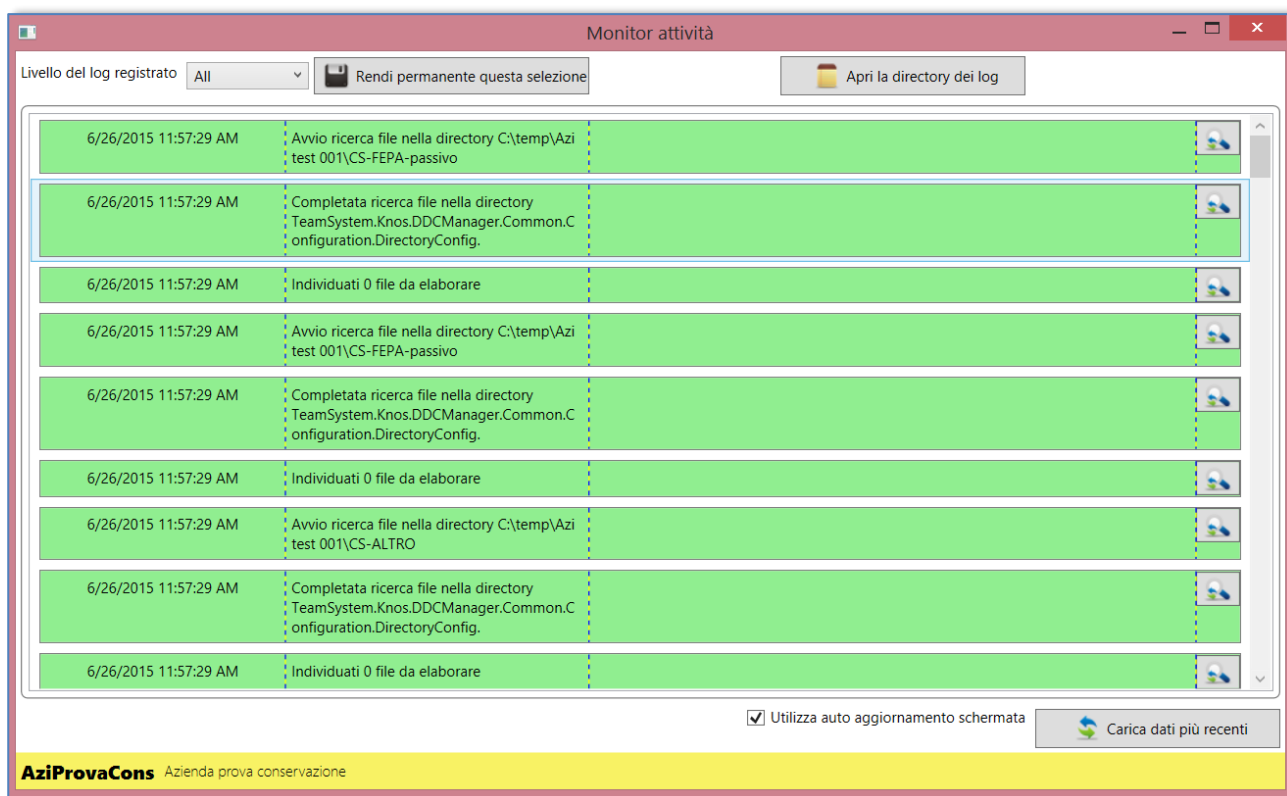 Monitor attività
Livello del log registrato All Rendi permanente questa selezione Apri la directory dei log
6/26/2015 11:57:29 AM Avvio ricerca file nella directory C:\temp\Azi
test 001\CS-FEPA-passivo
6/26/2015 11:57:29 AM Completata ricerca file nella directory
TeamSystem.Knos.DDCManager.Common.C
onfiguration.DirectoryConfig.
6/26/2015 11:57:29 AM Individuati 0 file da elaborare
6/26/2015 11:57:29 AM Avvio ricerca file nella directory C:\temp\Azi
test 001\CS-FEPA-passivo
6/26/2015 11:57:29 AM Completata ricerca file nella directory
TeamSystem.Knos.DDCManager.Common.C
onfiguration.DirectoryConfig.
6/26/2015 11:57:29 AM Individuati 0 file da elaborare
6/26/2015 11:57:29 AM Avvio ricerca file nella directory C:\temp\Azi
test 001\CS-ALTRO
6/26/2015 11:57:29 AM Completata ricerca file nella directory
TeamSystem.Knos.DDCManager.Common.C
onfiguration.DirectoryConfig.
6/26/2015 11:57:29 AM Individuati 0 file da elaborare
Utilizza auto aggiornamento schermata Carica dati più recenti
AziProvaCons Azienda prova conservazione